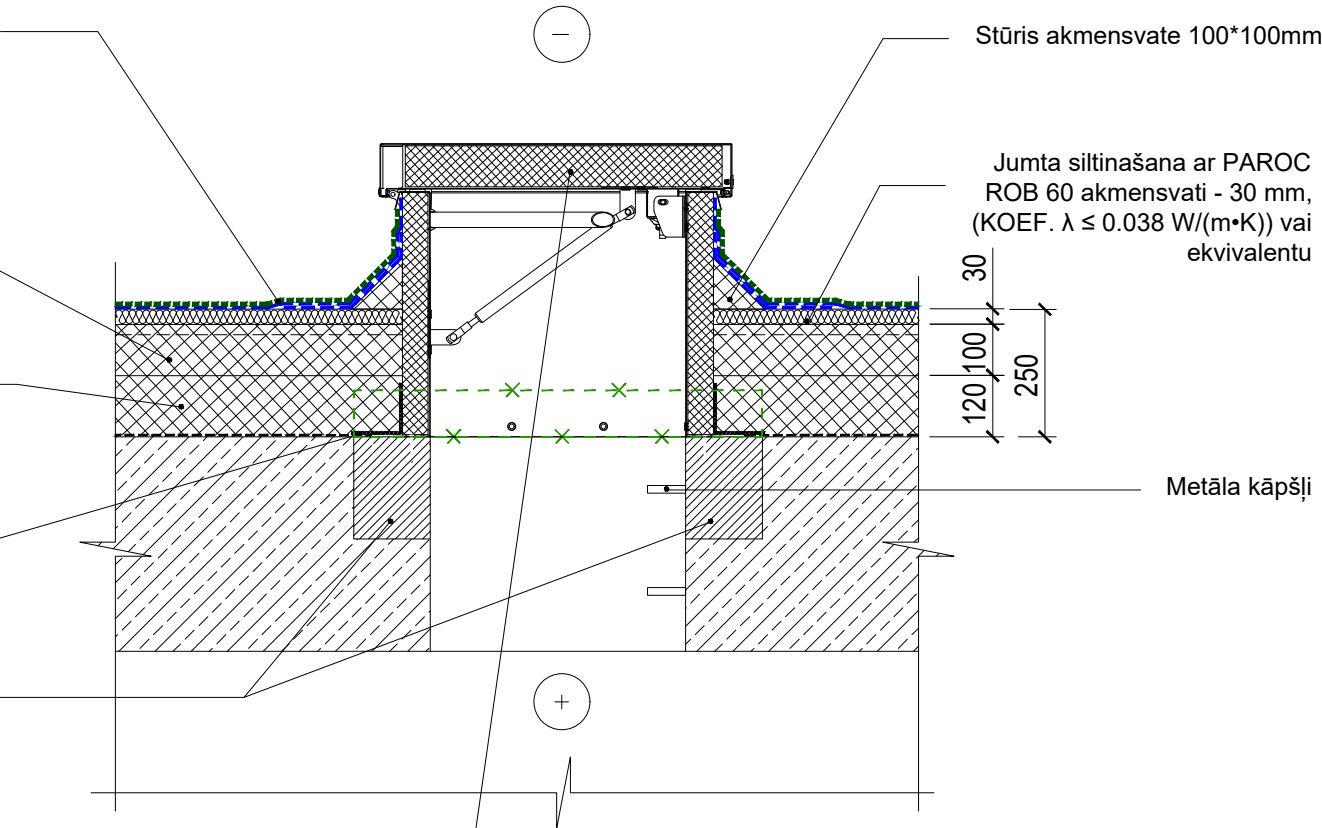 −
Stūris akmensvate 100*100mm
Jumta siltinašana ar PAROC
ROB 60 akmensvati - 30 mm,
(KOEF. λ ≤ 0.038 W/(m•K)) vai
ekvivalentu
30
100
250
120
Metāla kāpšļi
+